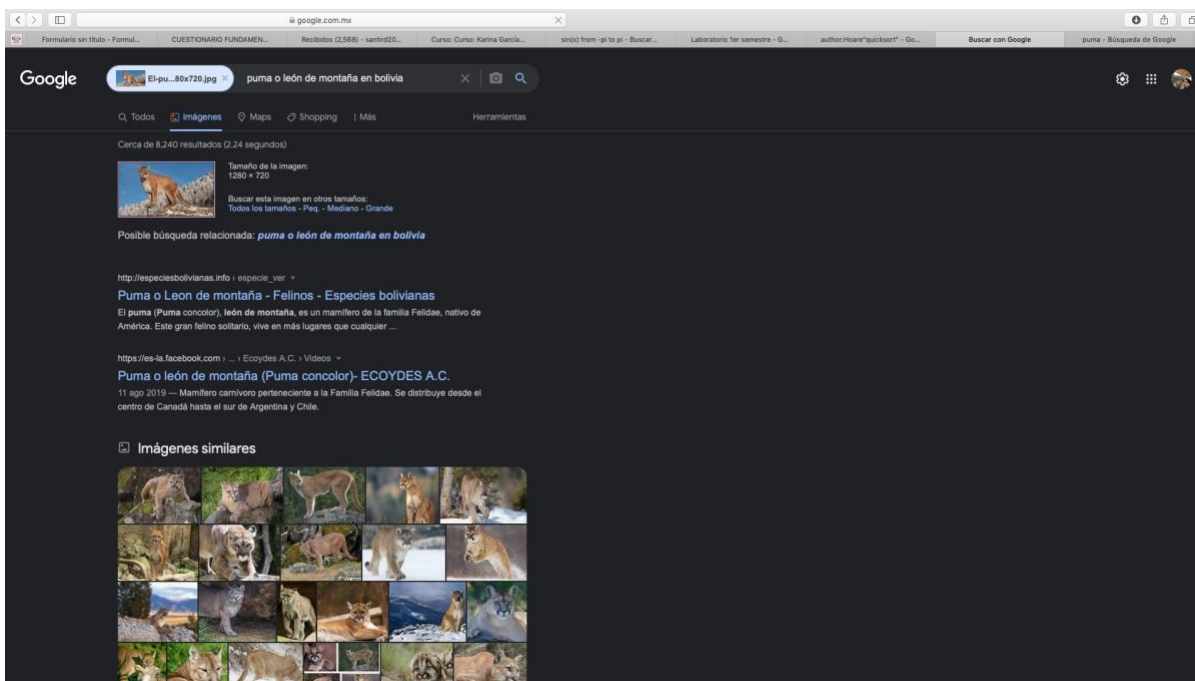 google.com.mx
Formulario sin título - Formul...
CUESTIONARIO FUNDAMEN...
Recibidos (2,568) - santird20...
Curso: Curso: Karina García...
sin(x) from -pi to pi - Buscar...
Laboratorio 1er semestre - G...
author:Hoare"quicksort" - Go...
Buscar con Google
puma - Búsqueda de Google
Google
El-pu...80x720.jpg
puma o león de montaña en bolivia
Todos
Imágenes
Maps
Shopping
Más
Herramientas
Cerca de 8,240 resultados (2.24 segundos)
Tamaño de la imagen:
1280 × 720
Buscar esta imagen en otros tamaños:
Todos los tamaños - Peq. - Mediano - Grande
Posible búsqueda relacionada: puma o león de montaña en bolivia
http://especiesbolivianas.info › especie_ver
Puma o Leon de montaña - Felinos - Especies bolivianas
El puma (Puma concolor), león de montaña, es un mamífero de la familia Felidae, nativo de
América. Este gran felino solitario, vive en más lugares que cualquier ...
https://es-la.facebook.com › ... › Ecoydes A.C. › Videos
Puma o león de montaña (Puma concolor)- ECOYDES A.C.
11 ago 2019 — Mamífero carnívoro perteneciente a la Familia Felidae. Se distribuye desde el
centro de Canadá hasta el sur de Argentina y Chile.
Imágenes similares